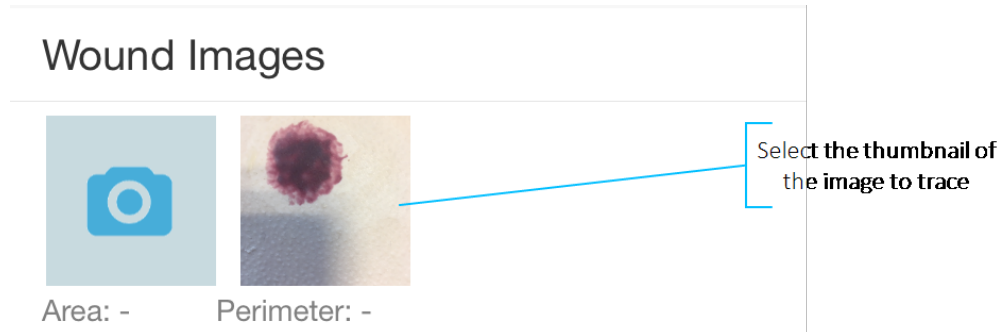 Wound Images
Select the thumbnail of
the image to trace
Area: -
Perimeter: -